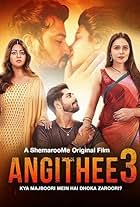 A ShemarooMe Original Film
ANGITHEE 3
KYA MAJBOORI MEIN HAI DHOKA ZAROORI?